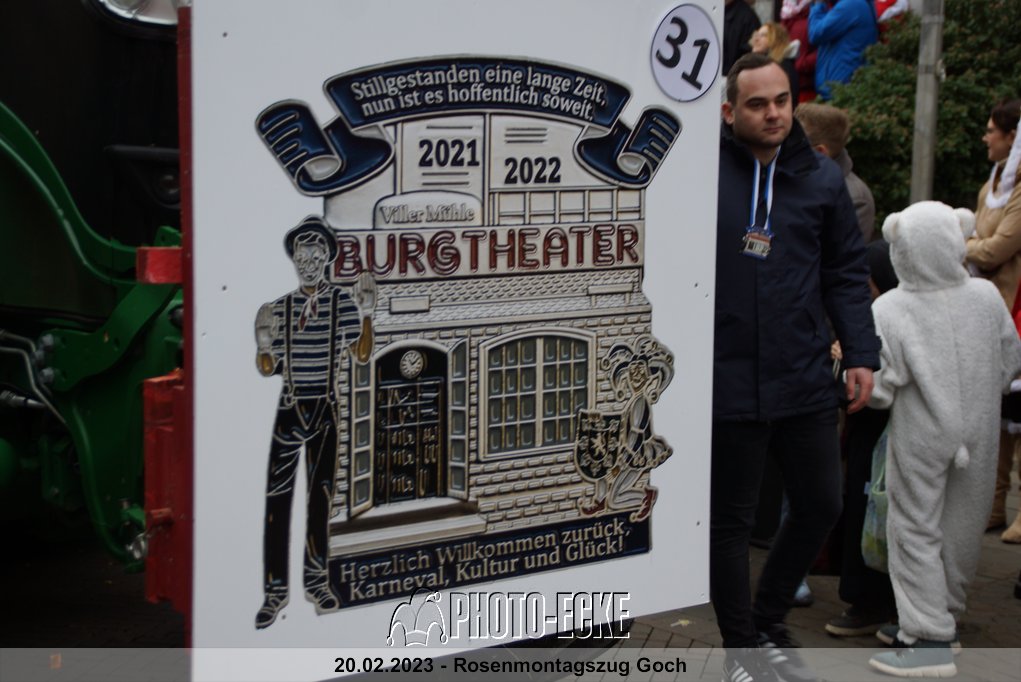 31
Stillgestanden eine lange Zeit,
nun ist es hoffentlich soweit.
2021
2022
Viller Mühle
BURGTHEATER
Herzlich Willkommen zurück,
Karneval, Kultur und Glück!
PHOTO-ECKE
20.02.2023 - Rosenmontagszug Goch